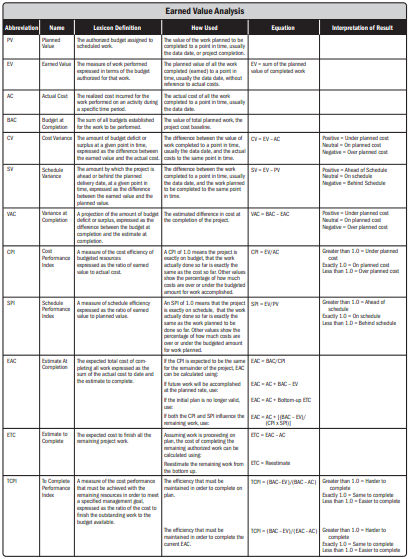 Earned Value Analysis
Abbreviation Name Lexicon Definition How Used Equation Interpretation of Result
PV Planned
Value
The authorized budget assigned to
scheduled work.
The value of the work planned to be
completed to a point in time, usually
the data date, or project completion.
EV Earned Value
The measure of work performed
expressed in terms of the budget
authorized for that work.
The planned value of all the work
completed (earned) to a point in
time, usually the data date, without
reference to actual costs.
EV = sum of the planned
value of completed work
AC Actual Cost
The realized cost incurred for the
work performed on an activity during
a specific time period.
The actual cost of all the work
completed to a point in time, usually
the data date.
BAC Budget at
Completion
The sum of all budgets established
for the work to be performed.
The value of total planned work, the
project cost baseline.
CV Cost Variance
The amount of budget deficit or
surplus at a given point in time,
expressed as the difference between
the earned value and the actual cost.
The difference between the value of
work completed to a point in time,
usually the data date, and the actual
costs to the same point in time.
CV = EV – AC
Positive = Under planned cost
Neutral = On planned cost
Negative = Over planned cost
SV Schedule
Variance
The amount by which the project is
ahead or behind the planned
delivery date, at a given point in
time, expressed as the difference
between the earned value and the
planned value.
The difference between the work
completed to a point in time, usually
the data date, and the work planned
to be completed to the same point
in time.
SV = EV – PV
Positive = Ahead of Schedule
Neutral = On schedule
Negative = Behind Schedule
VAC Variance at
Completion
A projection of the amount of budget
deficit or surplus, expressed as the
difference between the budget at
completion and the estimate at
completion.
The estimated difference in cost at
the completion of the project.
VAC = BAC – EAC
Positive = Under planned cost
Neutral = On planned cost
Negative = Over planned cost
CPI Cost
Performance
Index
A measure of the cost efficiency of
budgeted resources
expressed as the ratio of earned
value to actual cost.
A CPI of 1.0 means the project is
exactly on budget, that the work
actually done so far is exactly the
same as the cost so far. Other values
show the percentage of how much
costs are over or under the budgeted
amount for work accomplished.
CPI = EV/AC
Greater than 1.0 = Under planned
cost
Exactly 1.0 = On planned cost
Less than 1.0 = Over planned cost
SPI Schedule
Performance
Index
A measure of schedule efficiency
expressed as the ratio of earned
value to planned value.
An SPI of 1.0 means that the project
is exactly on schedule, that the work
actually done so far is exactly the
same as the work planned to be
done so far. Other values show the
percentage of how much costs are
over or under the budgeted amount
for work planned.
SPI = EV/PV
Greater than 1.0 = Ahead of
schedule
Exactly 1.0 = On schedule
Less than 1.0 = Behind schedule
EAC Estimate At
Completion
The expected total cost of com-
pleting all work expressed as the
sum of the actual cost to date and
the estimate to complete.
If the CPI is expected to be the same
for the remainder of the project, EAC
can be calculated using:
EAC = BAC/CPI
If future work will be accomplished
at the planned rate, use:
EAC = AC + BAC – EV
If the initial plan is no longer valid,
use:
EAC = AC + Bottom-up ETC
If both the CPI and SPI influence the
remaining work, use:
EAC = AC + [(BAC – EV)/
(CPI x SPI)]
ETC Estimate to
Complete
The expected cost to finish all the
remaining project work.
Assuming work is proceeding on
plan, the cost of completing the
remaining authorized work can be
calculated using:
ETC = EAC – AC
Reestimate the remaining work from
the bottom up.
ETC = Reestimate
TCPI To Complete
Performance
Index
A measure of the cost performance
that must be achieved with the
remaining resources in order to meet
a specified management goal,
expressed as the ratio of the cost to
finish the outstanding work to the
budget available.
The efficiency that must be
maintained in order to complete on
plan.
TCPI = (BAC – EV)/(BAC – AC)
Greater than 1.0 = Harder to
complete
Exactly 1.0 = Same to complete
Less than 1.0 = Easier to complete
The efficiency that must be
maintained in order to complete the
current EAC.
TCPI = (BAC – EV)/(EAC – AC)
Greater than 1.0 = Harder to
complete
Exactly 1.0 = Same to complete
Less than 1.0 = Easier to complete